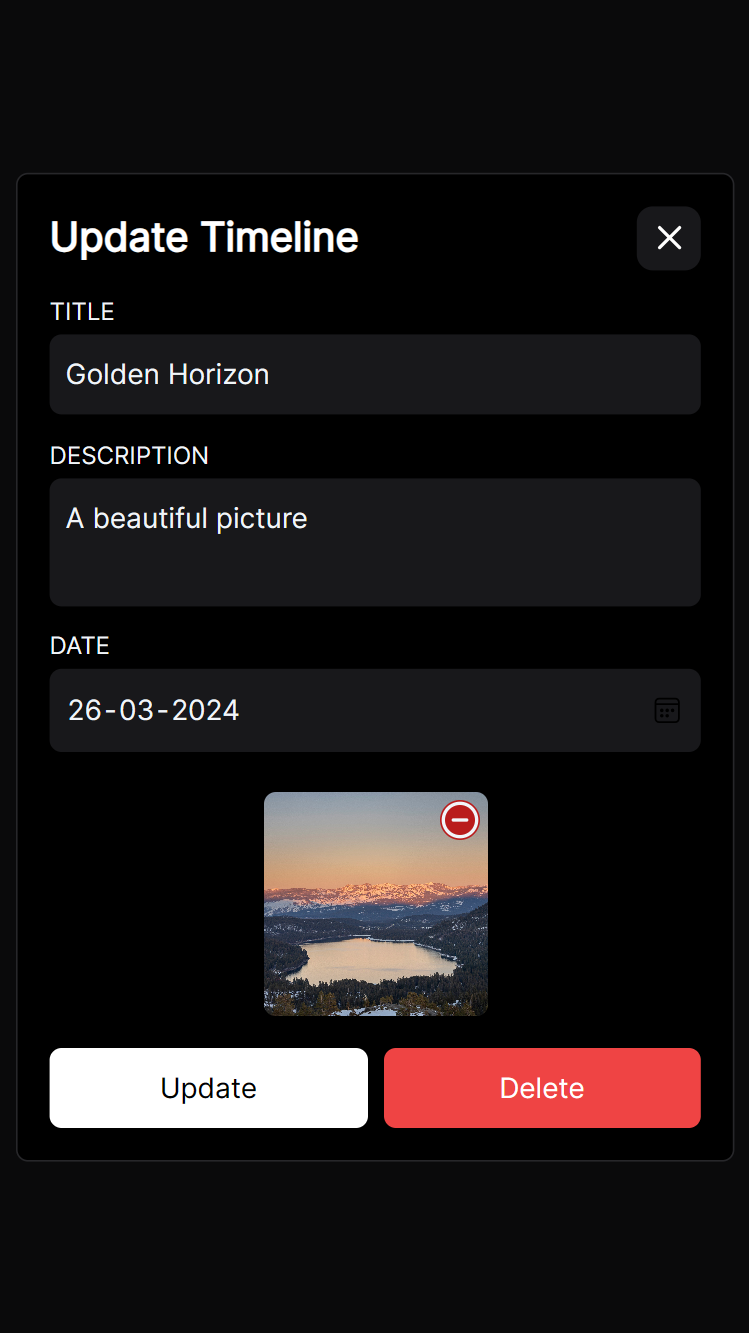 Update Timeline
TITLE
Golden Horizon
DESCRIPTION
A beautiful picture
DATE
26-03-2024
Update
Delete